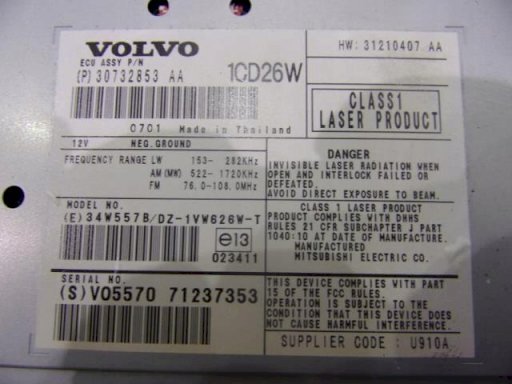 VOLVO
ECU ASSY P/N
(P) 30732853 AA
1CD26W
HW: 31210407 AA
CLASS1
LASER PRODUCT
0701 Made in Thailand
12V NEG.GROUND
FREQUENCY RANGE LW 153- 282KHz
AM(MW) 522- 1720KHz
FM 76.0-108.0MHz
MODEL NO.
(E) 34W557B/DZ-1VW626W-T
e13
023411
SERIAL NO.
(S) V05570 71237353
DANGER
INVISIBLE LASER RADIATION WHEN
OPEN AND INTERLOCK FAILED OR
DEFEATED.
AVOID DIRECT EXPOSURE TO BEAM.
CLASS 1 LASER PRODUCT
PRODUCT COMPLIES WITH DHHS
RULES 21 CFR SUBCHAPTER J PART
1040:10 AT DATE OF MANUFACTURE.
MANUFACTURED
MITSUBISHI ELECTRIC CO.
THIS DEVICE COMPLIES WITH PART
15 OF THE FCC RULES.
OPERATION IS SUBJECT TO THE
CONDITION THAT THIS DEVICE DOES
NOT CAUSE HARMFUL INTERFERENCE.
SUPPLIER CODE : U910A